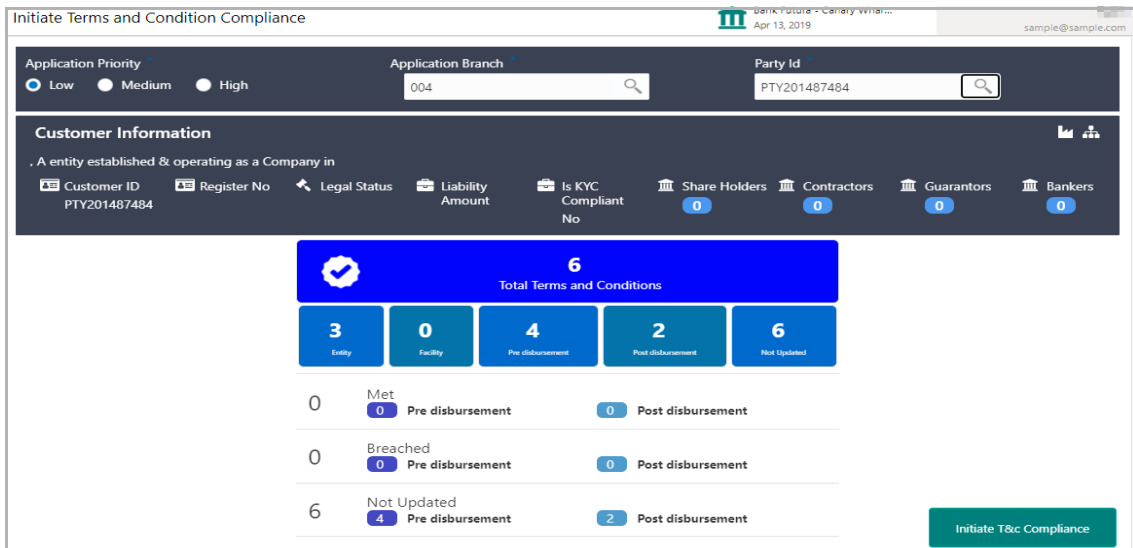 Initiate Terms and Condition Compliance
Bank Futura - Canary Whar...
Apr 13, 2019
sample@sample.com
Application Priority *
Application Branch *
Party Id *
Low Medium High
004
PTY201487484
Customer Information
, A entity established & operating as a Company in
Customer ID
PTY201487484
Register No
Legal Status
Liability
Amount
Is KYC
Compliant
No
Share Holders
0
Contractors
0
Guarantors
0
Bankers
0
6
Total Terms and Conditions
3
Entity
0
Facility
4
Pre disbursement
2
Post disbursement
6
Not Updated
0
Met
0 Pre disbursement
0 Post disbursement
0
Breached
0 Pre disbursement
0 Post disbursement
6
Not Updated
4 Pre disbursement
2 Post disbursement
Initiate T&c Compliance